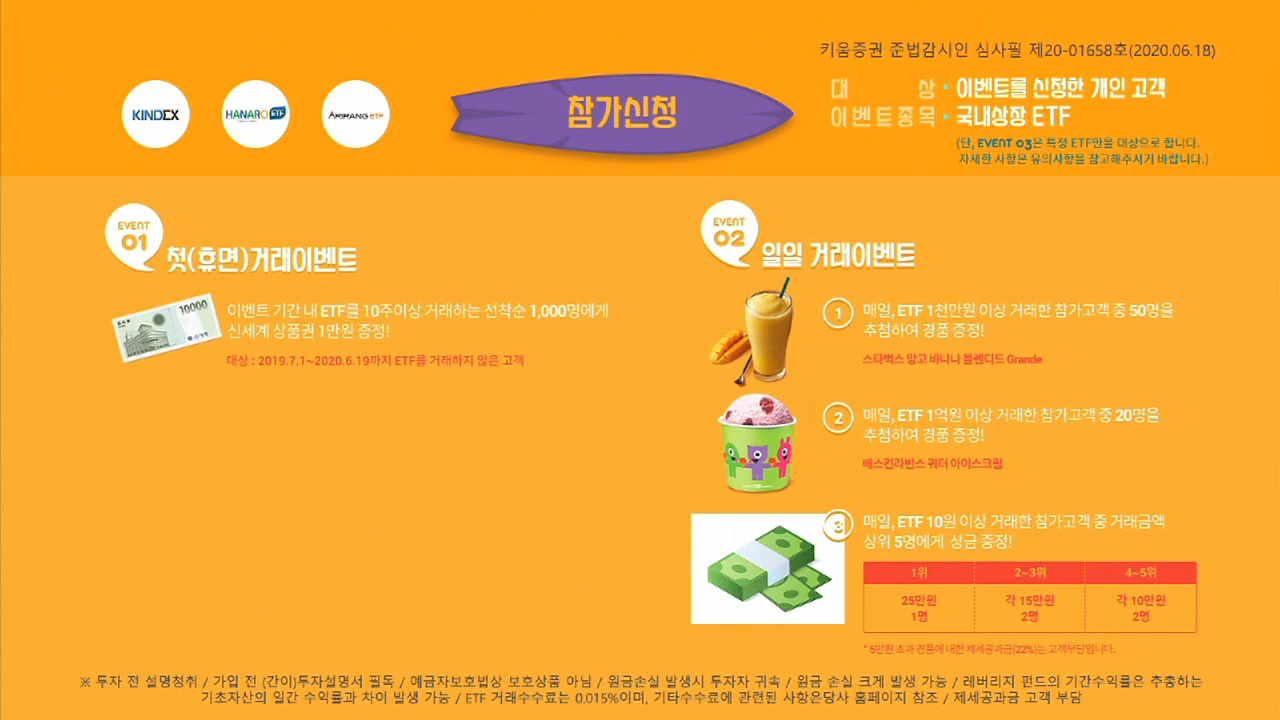 키움증권 준법감시인 심사필 제20-01658호(2020.06.18)
KINDEX
HANARO ETF
ARIRANG ETF
참가신청
대 상 • 이벤트를 신청한 개인 고객
이벤트종목 • 국내상장 ETF
(단, EVENT 03은 특정 ETF만을 대상으로 합니다.
자세한 사항은 유의사항을 참고해주시기 바랍니다.)
EVENT
01
첫(휴면)거래이벤트
10000
이벤트 기간 내 ETF를 10주이상 거래하는 선착순 1,000명에게
신세계 상품권 1만원 증정!
대상 : 2019.7.1~2020.6.19까지 ETF를 거래하지 않은 고객
EVENT
02
일일 거래이벤트
1
매일, ETF 1천만원 이상 거래한 참가고객 중 50명을
추첨하여 경품 증정!
스타벅스 망고 바나나 블렌디드 Grande
2
매일, ETF 1억원 이상 거래한 참가고객 중 20명을
추첨하여 경품 증정!
배스킨라빈스 쿼터 아이스크림
3
매일, ETF 10원 이상 거래한 참가고객 중 거래금액
상위 5명에게 상금 증정!
1위 2~3위 4~5위
25만원 각 15만원 각 10만원
1명 2명 2명
* 5만원 초과 경품에 대한 제세공과금(22%)는 고객부담입니다.
※ 투자 전 설명청취 / 가입 전 (간이)투자설명서 필독 / 예금자보호법상 보호상품 아님 / 원금손실 발생시 투자자 귀속 / 원금 손실 크게 발생 가능 / 레버리지 펀드의 기간수익률은 추종하는
기초자산의 일간 수익률과 차이 발생 가능 / ETF 거래수수료는 0.015%이며, 기타수수료에 관련된 사항은당사 홈페이지 참조 / 제세공과금 고객 부담